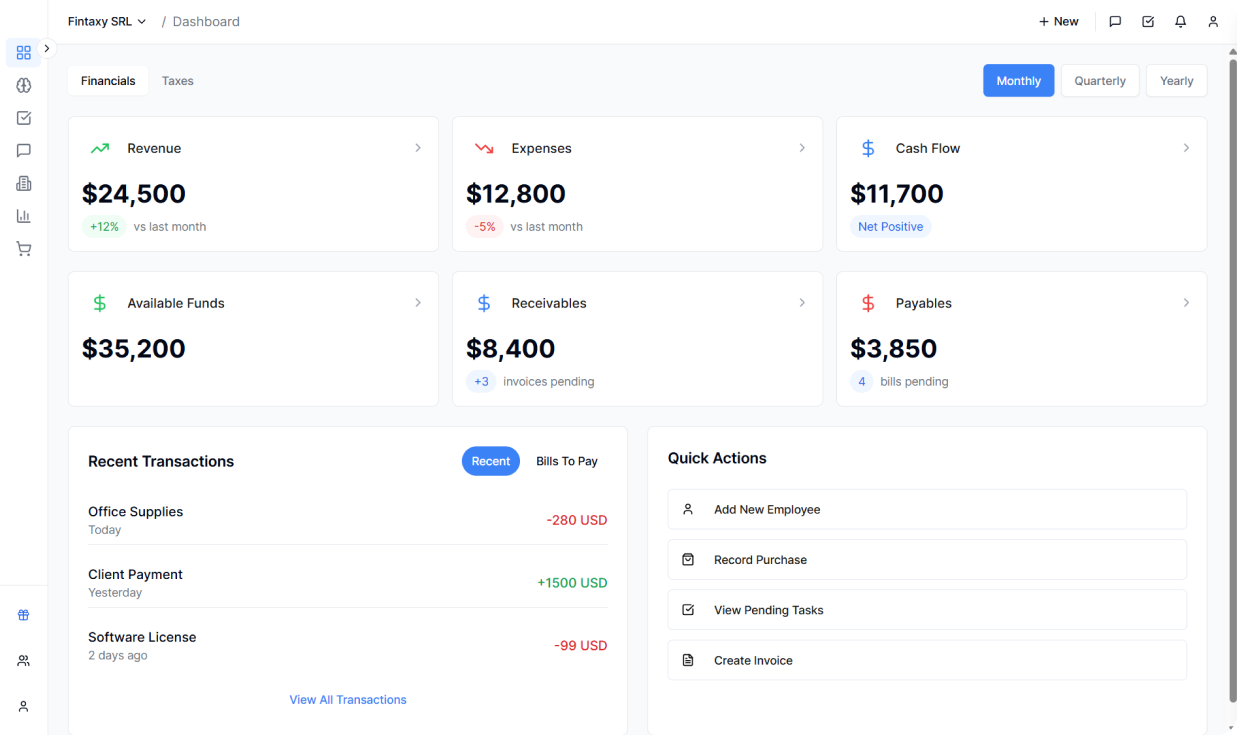 Fintaxy SRL / Dashboard
+ New
Financials Taxes
Monthly Quarterly Yearly
Revenue
$24,500
+12% vs last month
Expenses
$12,800
-5% vs last month
Cash Flow
$11,700
Net Positive
Available Funds
$35,200
Receivables
$8,400
+3 invoices pending
Payables
$3,850
4 bills pending
Recent Transactions
Recent Bills To Pay
Office Supplies
Today
-280 USD
Client Payment
Yesterday
+1500 USD
Software License
2 days ago
-99 USD
View All Transactions
Quick Actions
Add New Employee
Record Purchase
View Pending Tasks
Create Invoice